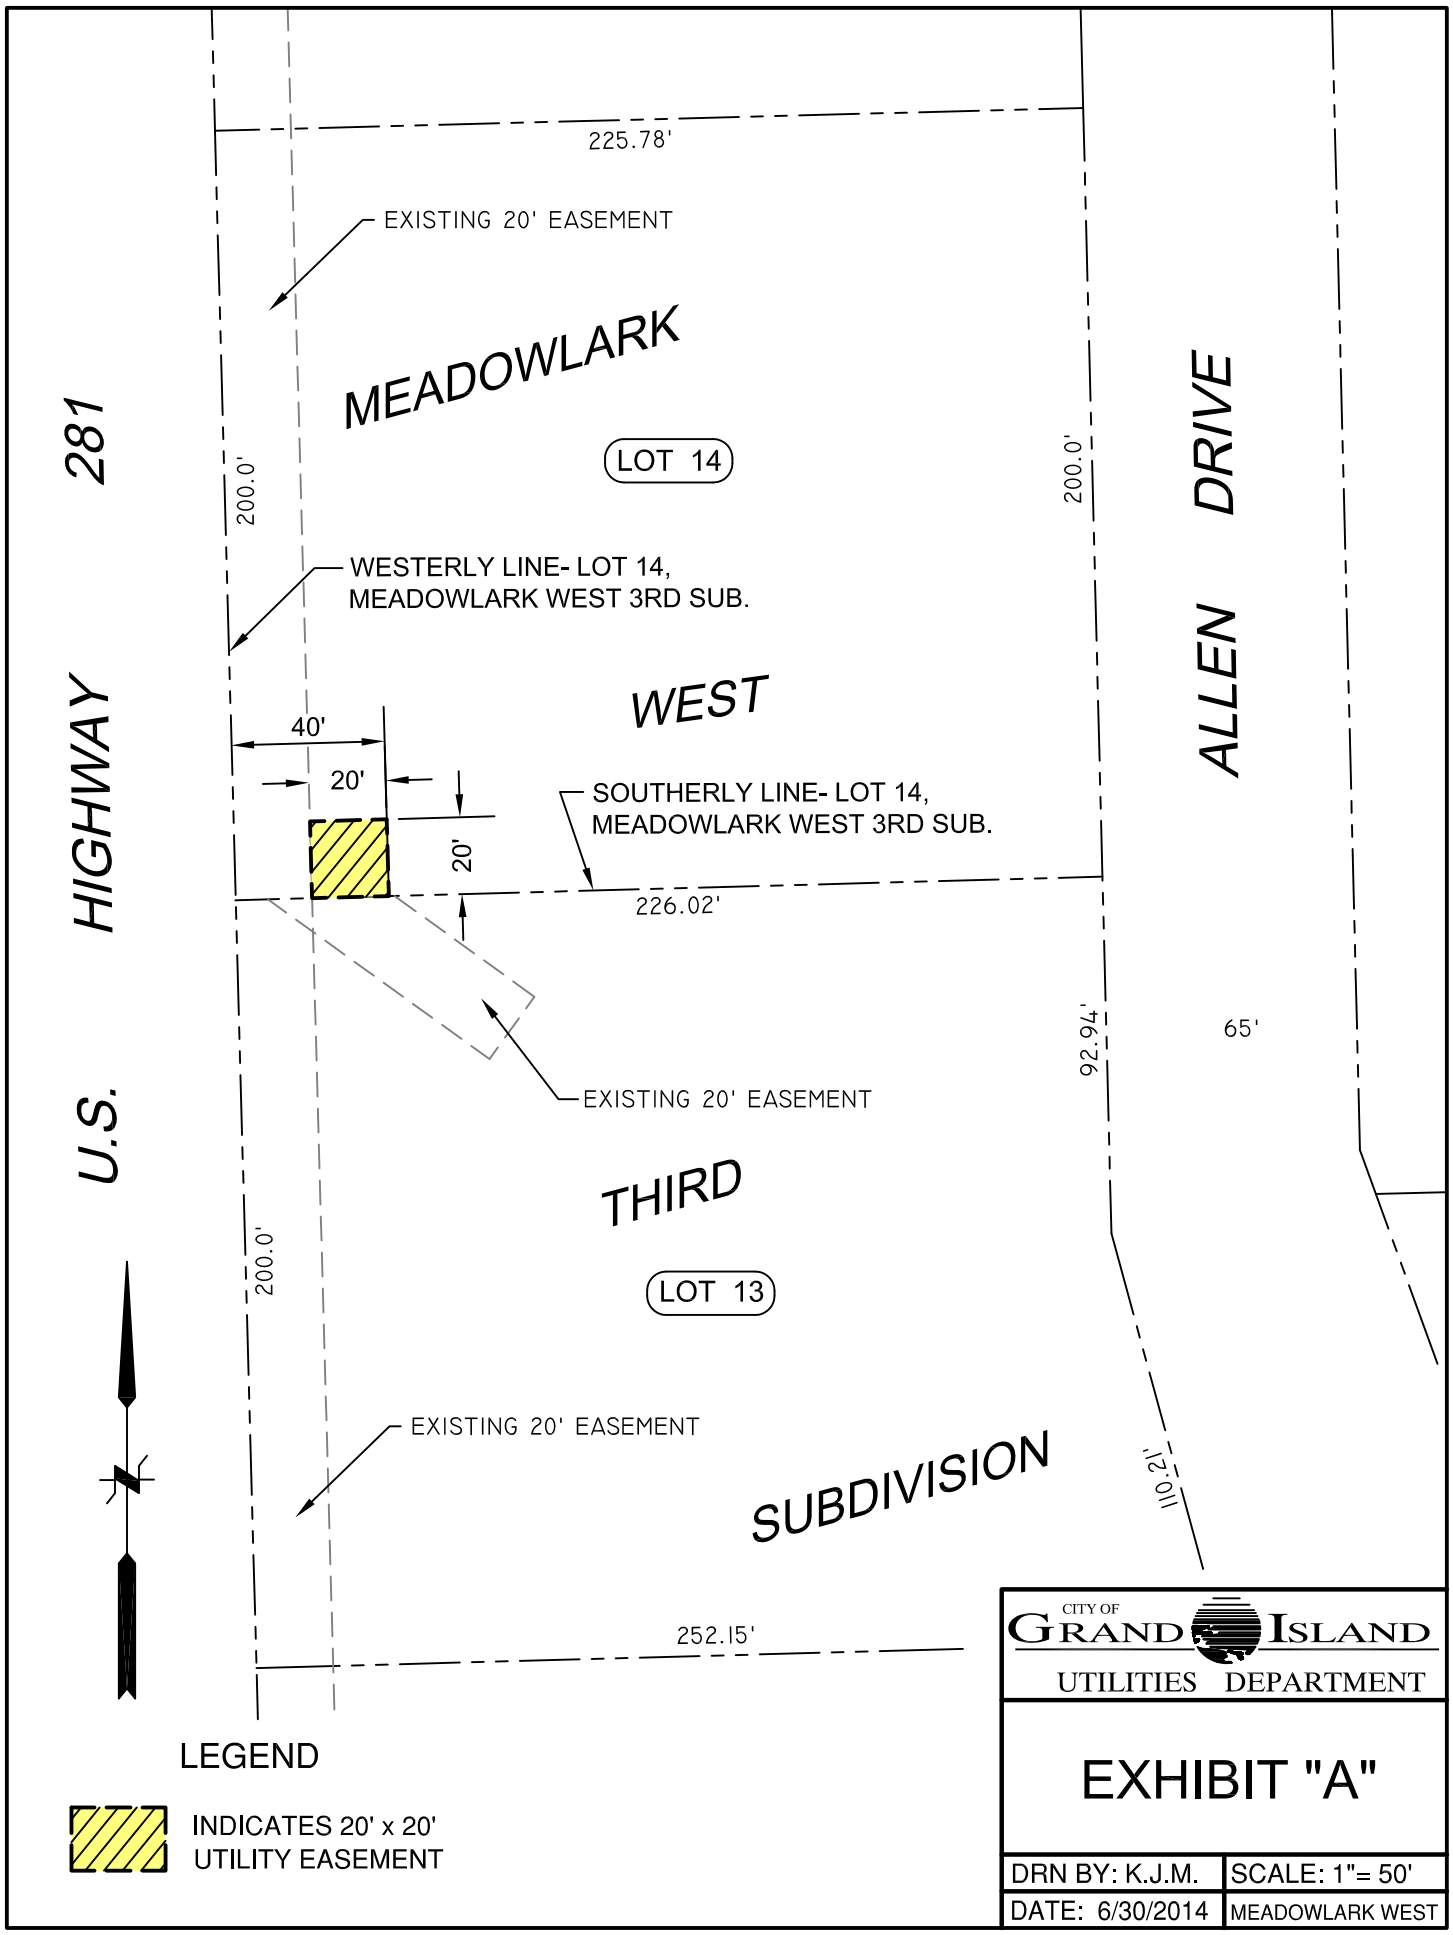 225.78'
EXISTING 20' EASEMENT
MEADOWLARK
LOT 14
200.0'
200.0'
WESTERLY LINE- LOT 14,
MEADOWLARK WEST 3RD SUB.
WEST
40'
20'
20'
SOUTHERLY LINE- LOT 14,
MEADOWLARK WEST 3RD SUB.
226.02'
U.S. HIGHWAY 281
ALLEN DRIVE
92.94'
65'
EXISTING 20' EASEMENT
THIRD
LOT 13
200.0'
EXISTING 20' EASEMENT
SUBDIVISION
110.21'
252.15'
LEGEND
INDICATES 20' x 20'
UTILITY EASEMENT
CITY OF
GRAND ISLAND
UTILITIES DEPARTMENT
EXHIBIT "A"
DRN BY: K.J.M.
SCALE: 1"= 50'
DATE: 6/30/2014
MEADOWLARK WEST